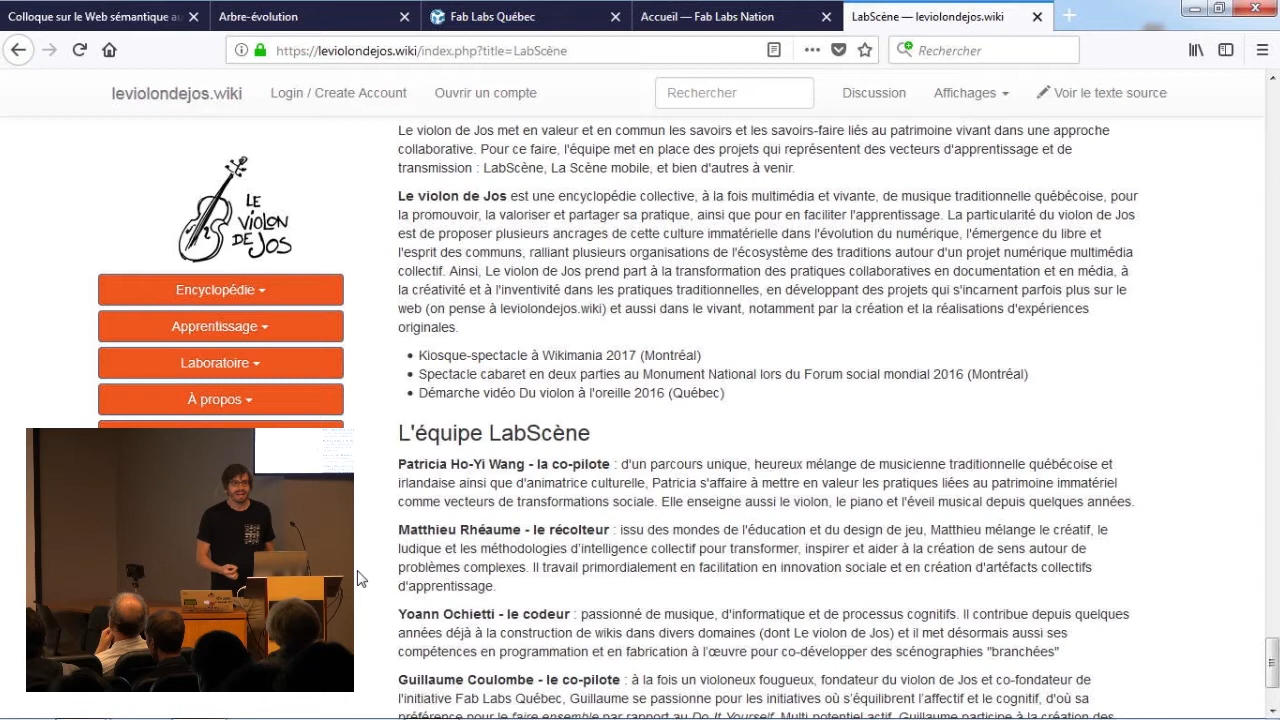 Colloque sur le Web sémantique au
Arbre-évolution
Fab Labs Québec
Accueil — Fab Labs Nation
LabScène — leviolondejos.wiki
https://leviolondejos.wiki/index.php?title=LabScène
Rechercher
leviolondejos.wiki
Login / Create Account
Ouvrir un compte
Rechercher
Discussion
Affichages
Voir le texte source
LE
VIOLON
DE JOS
Encyclopédie
Apprentissage
Laboratoire
À propos
Le violon de Jos met en valeur et en commun les savoirs et les savoirs-faire liés au patrimoine vivant dans une approche
collaborative. Pour ce faire, l'équipe met en place des projets qui représentent des vecteurs d'apprentissage et de
transmission : LabScène, La Scène mobile, et bien d'autres à venir.
Le violon de Jos est une encyclopédie collective, à la fois multimédia et vivante, de musique traditionnelle québécoise, pour
la promouvoir, la valoriser et partager sa pratique, ainsi que pour en faciliter l'apprentissage. La particularité du violon de Jos
est de proposer plusieurs ancrages de cette culture immatérielle dans l'évolution du numérique, l'émergence du libre et
l'esprit des communs, ralliant plusieurs organisations de l'écosystème des traditions autour d'un projet numérique multimédia
collectif. Ainsi, Le violon de Jos prend part à la transformation des pratiques collaboratives en documentation et en média, à
la créativité et à l'inventivité dans les pratiques traditionnelles, en développant des projets qui s'incarnent parfois plus sur le
web (on pense à leviolondejos.wiki) et aussi dans le vivant, notamment par la création et la réalisations d'expériences
originales.
• Kiosque-spectacle à Wikimania 2017 (Montréal)
• Spectacle cabaret en deux parties au Monument National lors du Forum social mondial 2016 (Montréal)
• Démarche vidéo Du violon à l'oreille 2016 (Québec)
L'équipe LabScène
Patricia Ho-Yi Wang - la co-pilote : d'un parcours unique, heureux mélange de musicienne traditionnelle québécoise et
irlandaise ainsi que d'animatrice culturelle, Patricia s'affaire à mettre en valeur les pratiques liées au patrimoine immatériel
comme vecteurs de transformations sociale. Elle enseigne aussi le violon, le piano et l'éveil musical depuis quelques années.
Matthieu Rhéaume - le récolteur : issu des mondes de l'éducation et du design de jeu, Matthieu mélange le créatif, le
ludique et les méthodologies d'intelligence collectif pour transformer, inspirer et aider à la création de sens autour de
problèmes complexes. Il travail primordialement en facilitation en innovation sociale et en création d'artéfacts collectifs
d'apprentissage.
Yoann Ochietti - le codeur : passionné de musique, d'informatique et de processus cognitifs. Il contribue depuis quelques
années déjà à la construction de wikis dans divers domaines (dont Le violon de Jos) et il met désormais aussi ses
compétences en programmation et en fabrication à l'œuvre pour co-développer des scénographies "branchées"
Guillaume Coulombe - le co-pilote : à la fois un violoneux fougueux, fondateur du violon de Jos et co-fondateur de
l'initiative Fab Labs Québec, Guillaume se passionne pour les initiatives où s'équilibrent l'affectif et le cognitif, d'où sa
préférence pour le faire ensemble par rapport au Do It Yourself. Multi potentiel actif, Guillaume participe à la création des